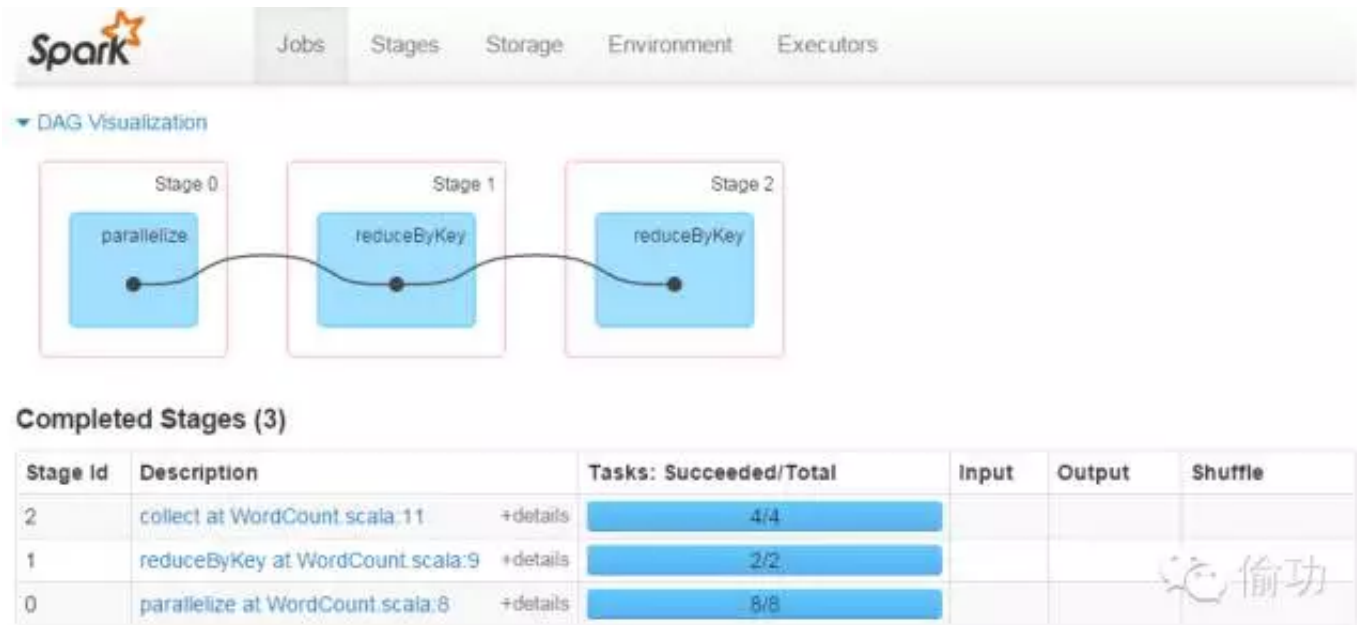 Spark Jobs Stages Storage Environment Executors
DAG Visualization
Stage 0 Stage 1 Stage 2
parallelize reduceByKey reduceByKey
Completed Stages (3)
Stage Id Description Tasks: Succeeded/Total Input Output Shuffle
2 collect at WordCount.scala:11 +details 4/4
1 reduceByKey at WordCount.scala:9 +details 2/2
0 parallelize at WordCount.scala:8 +details 8/8
偷功